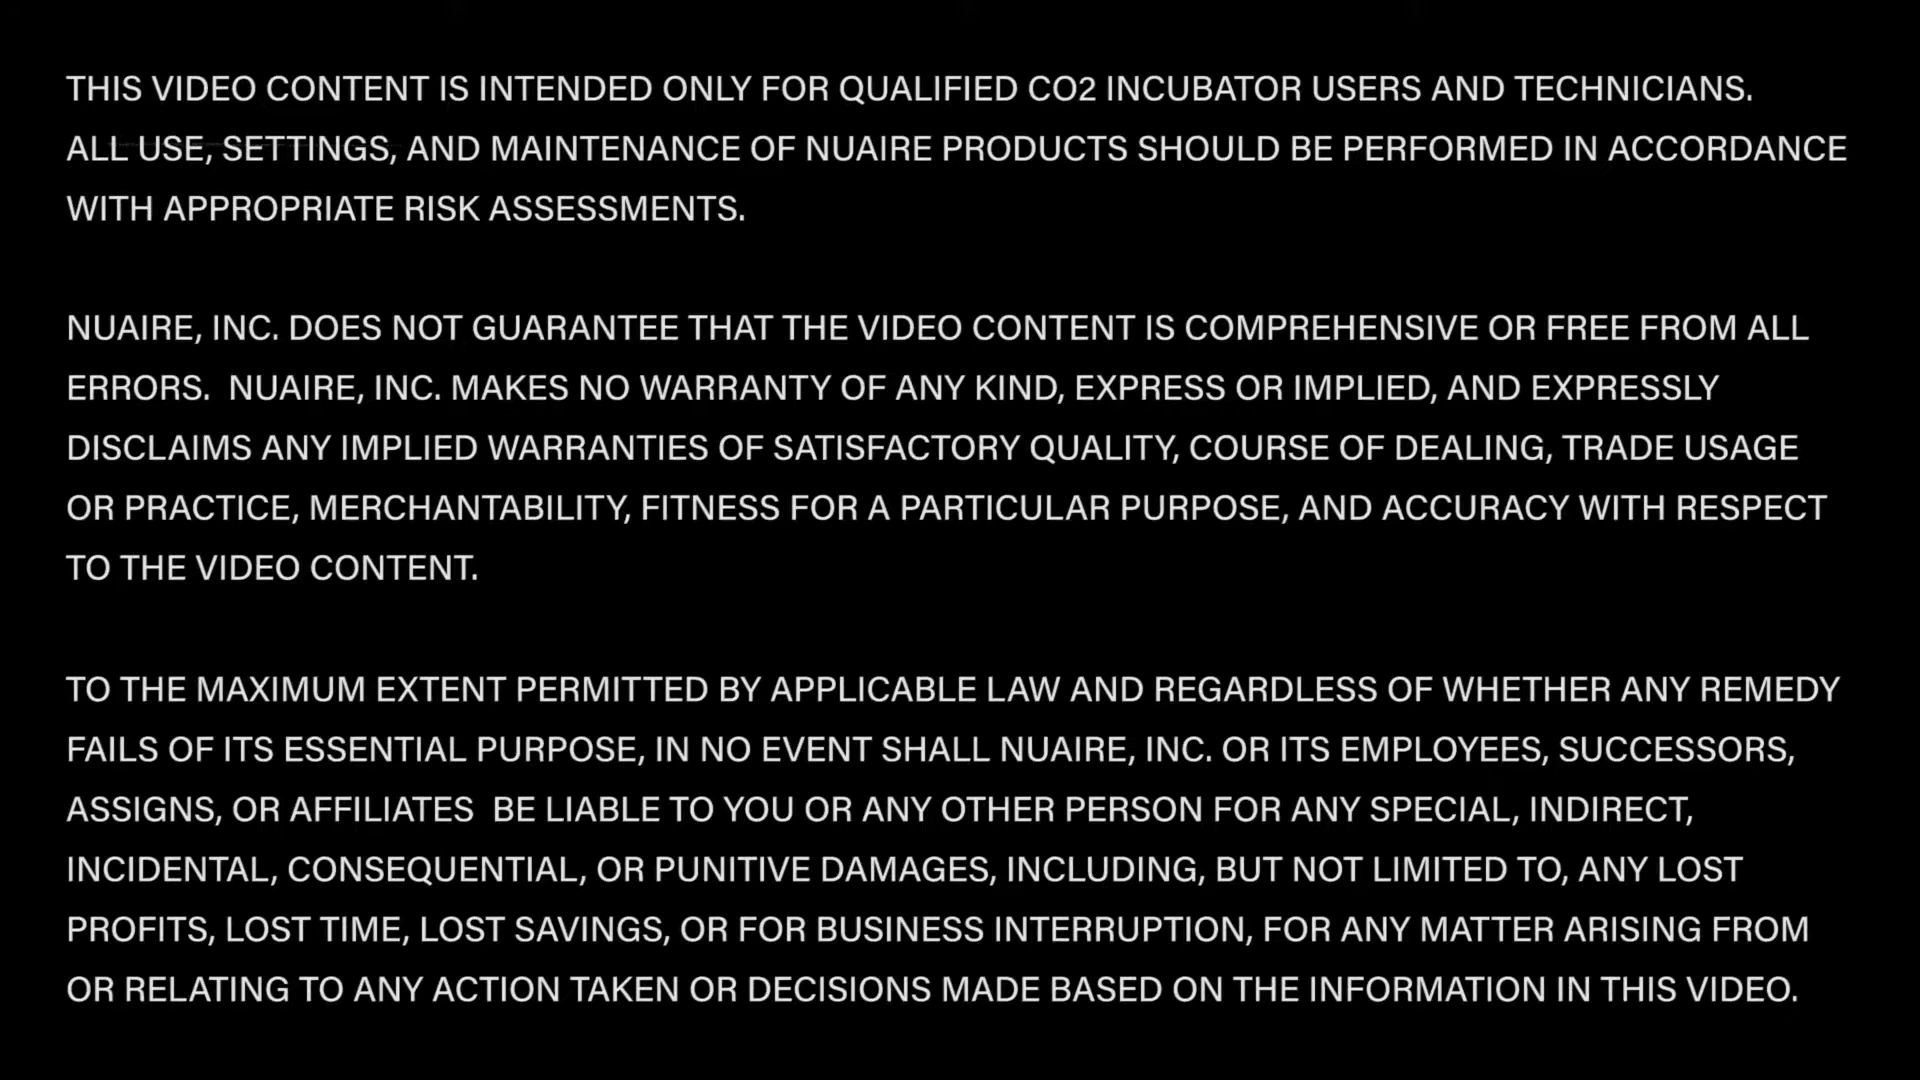 THIS VIDEO CONTENT IS INTENDED ONLY FOR QUALIFIED CO2 INCUBATOR USERS AND TECHNICIANS.
ALL USE, SETTINGS, AND MAINTENANCE OF NUAIRE PRODUCTS SHOULD BE PERFORMED IN ACCORDANCE
WITH APPROPRIATE RISK ASSESSMENTS.
NUAIRE, INC. DOES NOT GUARANTEE THAT THE VIDEO CONTENT IS COMPREHENSIVE OR FREE FROM ALL
ERRORS.  NUAIRE, INC. MAKES NO WARRANTY OF ANY KIND, EXPRESS OR IMPLIED, AND EXPRESSLY
DISCLAIMS ANY IMPLIED WARRANTIES OF SATISFACTORY QUALITY, COURSE OF DEALING, TRADE USAGE
OR PRACTICE, MERCHANTABILITY, FITNESS FOR A PARTICULAR PURPOSE, AND ACCURACY WITH RESPECT
TO THE VIDEO CONTENT.
TO THE MAXIMUM EXTENT PERMITTED BY APPLICABLE LAW AND REGARDLESS OF WHETHER ANY REMEDY
FAILS OF ITS ESSENTIAL PURPOSE, IN NO EVENT SHALL NUAIRE, INC. OR ITS EMPLOYEES, SUCCESSORS,
ASSIGNS, OR AFFILIATES  BE LIABLE TO YOU OR ANY OTHER PERSON FOR ANY SPECIAL, INDIRECT,
INCIDENTAL, CONSEQUENTIAL, OR PUNITIVE DAMAGES, INCLUDING, BUT NOT LIMITED TO, ANY LOST
PROFITS, LOST TIME, LOST SAVINGS, OR FOR BUSINESS INTERRUPTION, FOR ANY MATTER ARISING FROM
OR RELATING TO ANY ACTION TAKEN OR DECISIONS MADE BASED ON THE INFORMATION IN THIS VIDEO.